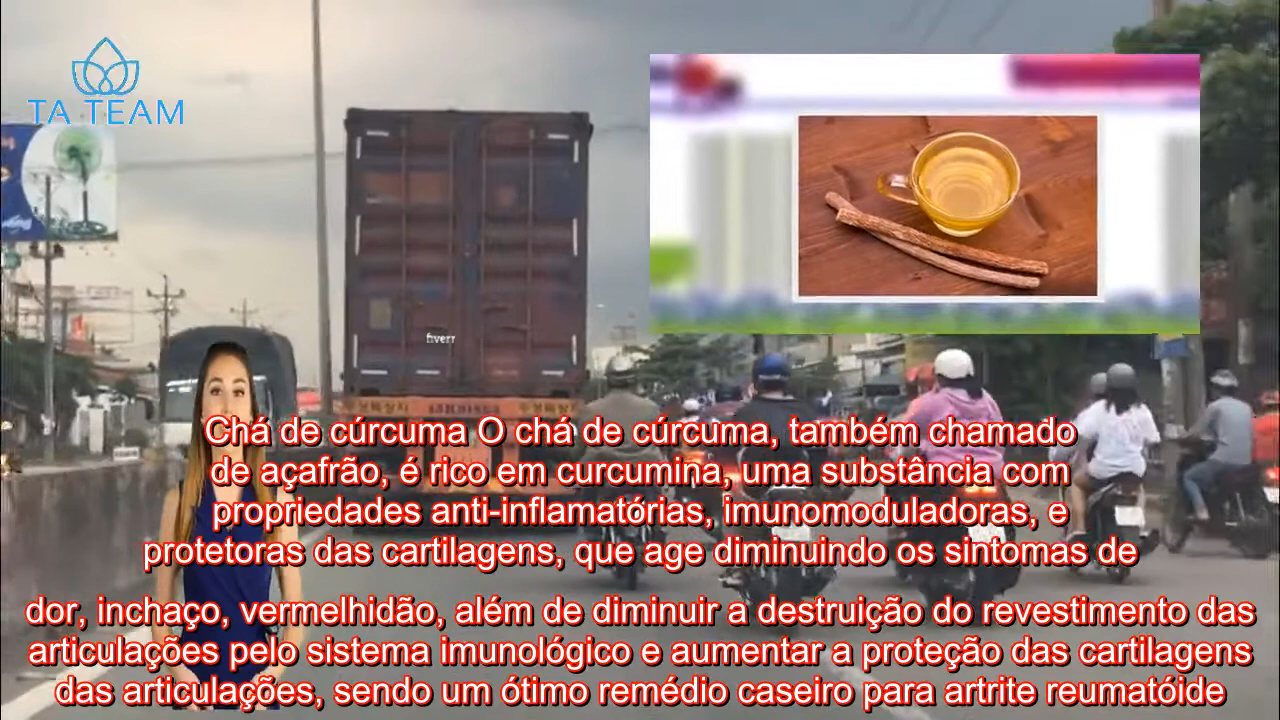 TA TEAM
fiverr
Chá de cúrcuma O chá de cúrcuma, também chamado
de açafrão, é rico em curcumina, uma substância com
propriedades anti-inflamatórias, imunomoduladoras, e
protetoras das cartilagens, que age diminuindo os sintomas de
dor, inchaço, vermelhidão, além de diminuir a destruição do revestimento das
articulações pelo sistema imunológico e aumentar a proteção das cartilagens
das articulações, sendo um ótimo remédio caseiro para artrite reumatóide